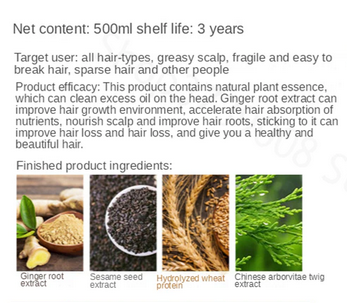 Net content: 500ml shelf life: 3 years
Target user: all hair-types, greasy scalp, fragile and easy to
break hair, sparse hair and other people
Product efficacy: This product contains natural plant essence,
which can clean excess oil on the head. Ginger root extract can
improve hair growth environment, accelerate hair absorption of
nutrients, nourish scalp and improve hair roots, sticking to it can
improve hair loss and hair loss, and give you a healthy and
beautiful hair.
Finished product ingredients:
Ginger root
extract
Sesame seed
extract
Hydrolyzed wheat
protein
Chinese arborvitae twig
extract